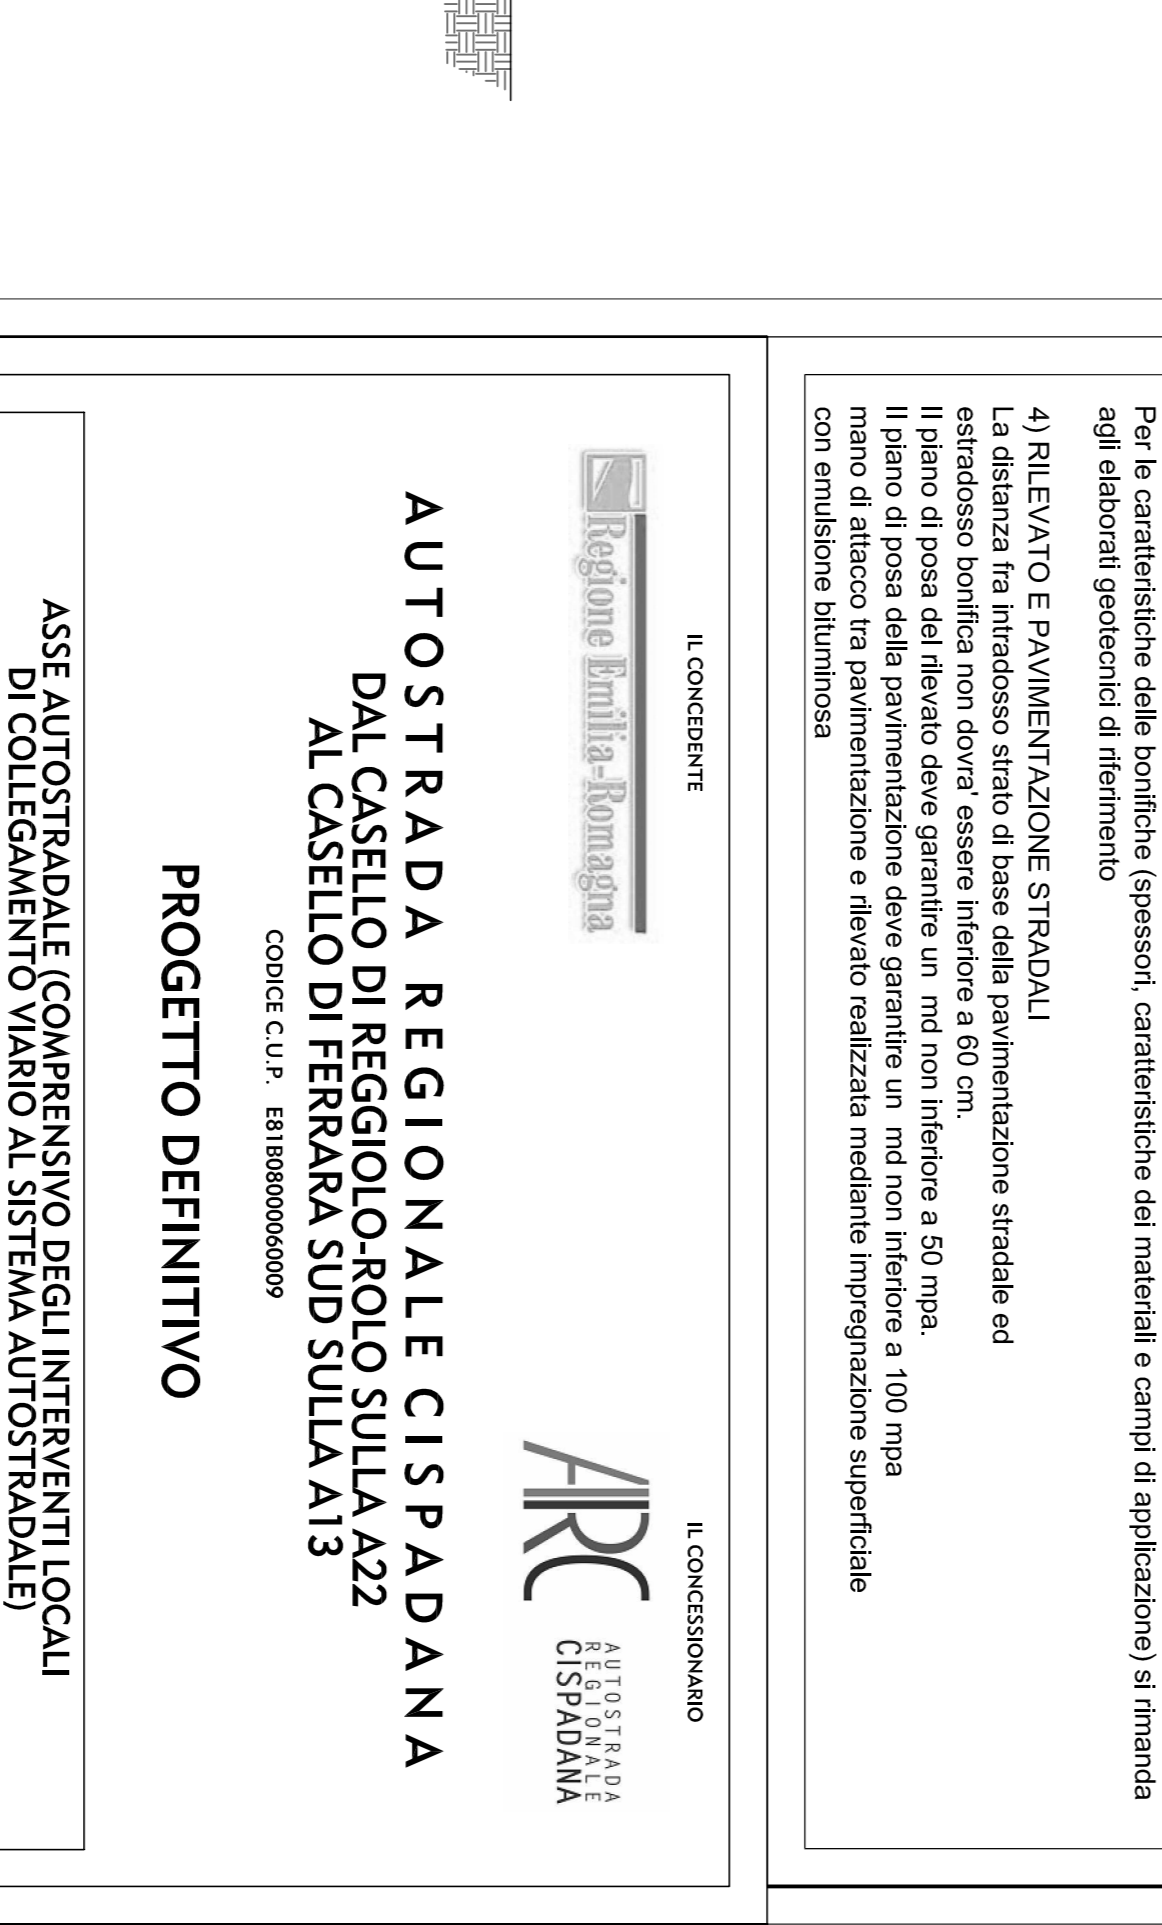 Per le caratteristiche delle bonifiche (spessori, caratteristiche dei materiali e campi di applicazione) si rimanda
agli elaborati geotecnici di riferimento
4) RILEVATO E PAVIMENTAZIONE STRADALI
La distanza fra intradosso strato di base della pavimentazione stradale ed
estradosso bonifica non dovra' essere inferiore a 60 cm.
Il piano di posa del rilevato deve garantire un md non inferiore a 50 mpa.
Il piano di posa della pavimentazione deve garantire un md non inferiore a 100 mpa
mano di attacco tra pavimentazione e rilevato realizzata mediante impregnazione superficiale
con emulsione bituminosa
IL CONCEDENTE
Regione Emilia-Romagna
IL CONCESSIONARIO
ARC
AUTOSTRADA
REGIONALE
CISPADANA
AUTOSTRADA REGIONALE CISPADANA
DAL CASELLO DI REGGIOLO-ROLO SULLA A22
AL CASELLO DI FERRARA SUD SULLA A13
CODICE C.U.P. E81B08000060009
PROGETTO DEFINITIVO
ASSE AUTOSTRADALE (COMPRENSIVO DEGLI INTERVENTI LOCALI
DI COLLEGAMENTO VIARIO AL SISTEMA AUTOSTRADALE)